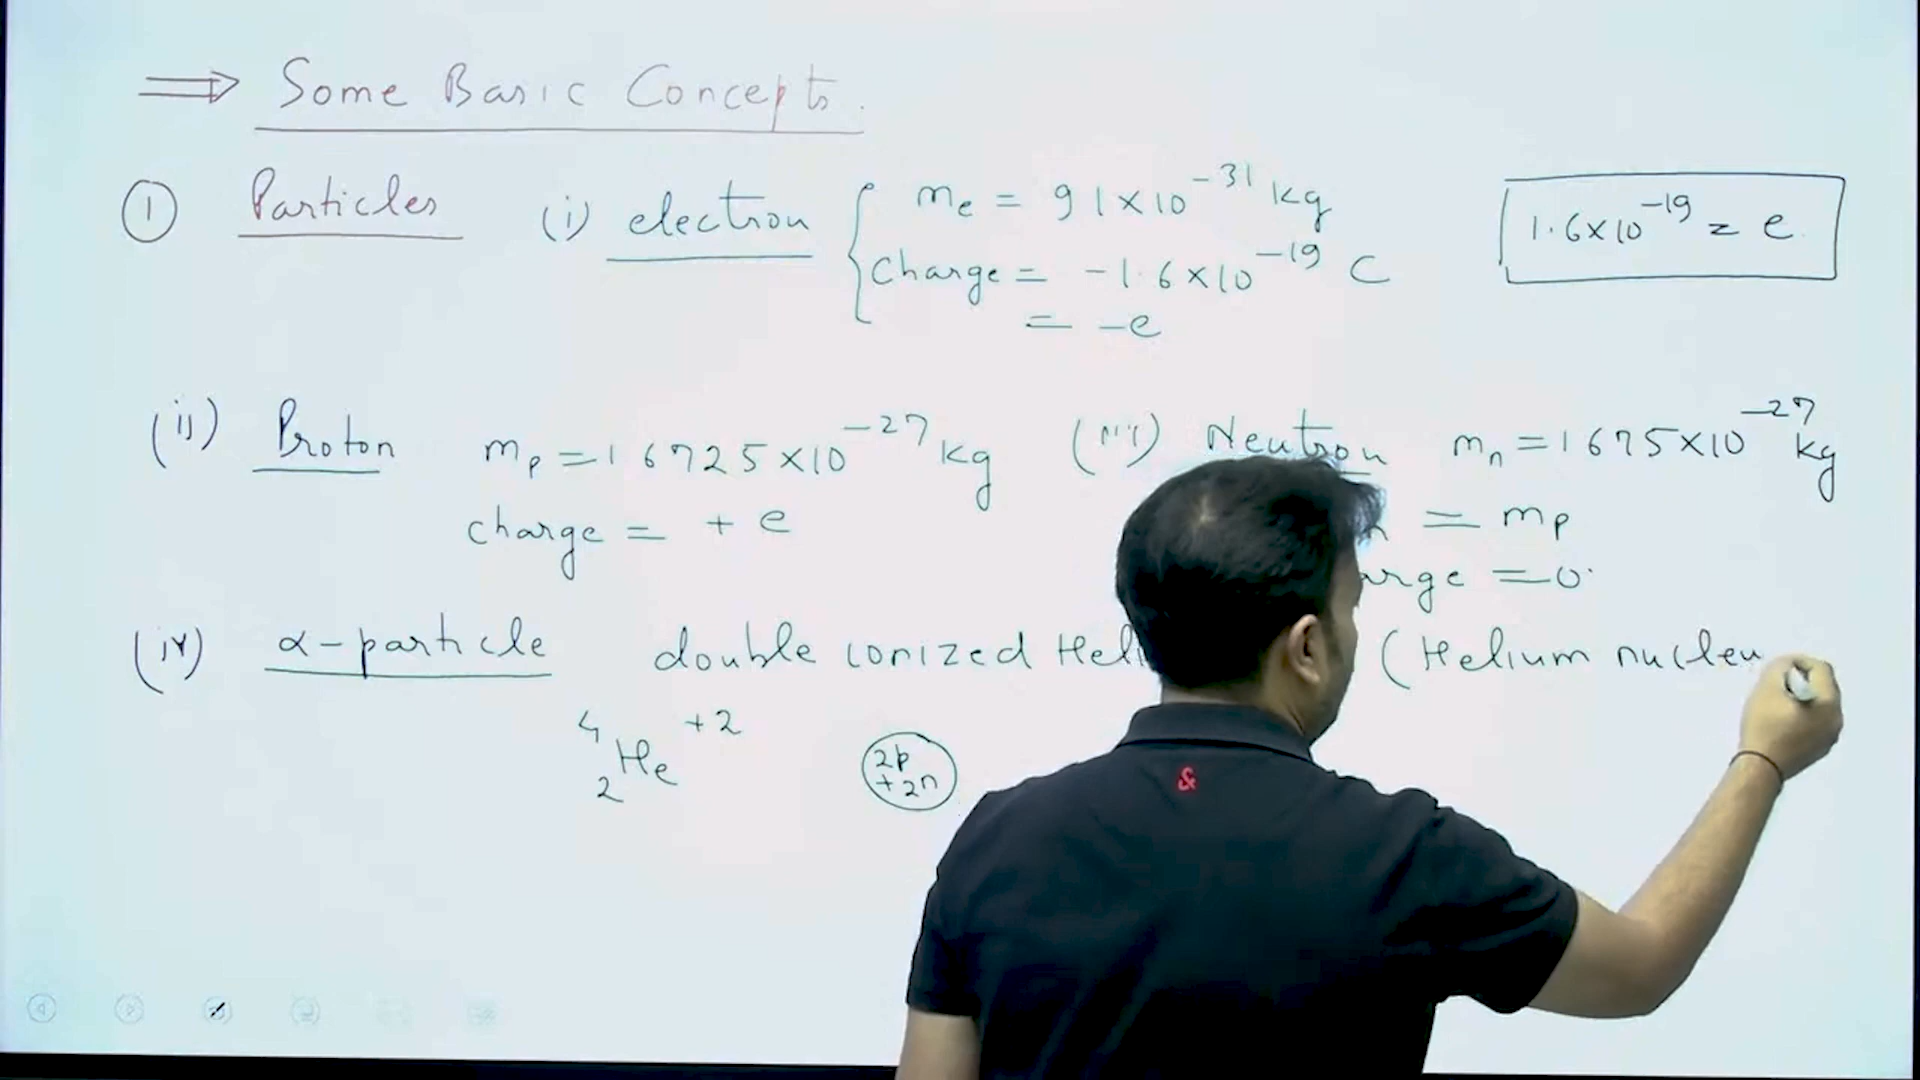 ⇒ Some Basic Concepts.
① Particles (i) electron { me = 9 1×10^-31 kg
Charge = -1.6×10^-19 C
= -e
1.6×10^-19 = e.
(ii) Proton mp = 1 6725×10^-27 kg
charge = + e
(iii) Neutron mn = 1 675×10^-27 kg
= mp
arge = 0.
(iv) α-particle double ionized Heli (Helium nucleu
4 2 He +2
2p + 2n